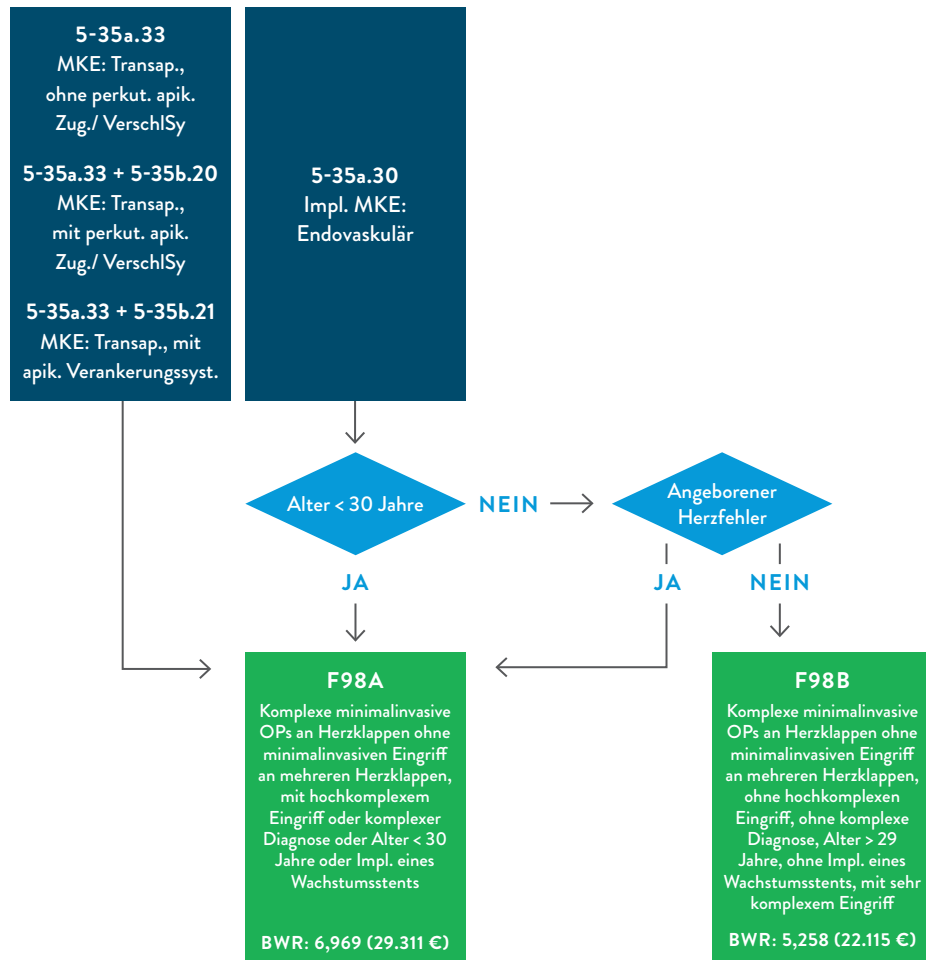 5-35a.33
MKE: Transap.,
ohne perkut. apik.
Zug./ VerschlSy
5-35a.33 + 5-35b.20
MKE: Transap.,
mit perkut. apik.
Zug./ VerschlSy
5-35a.33 + 5-35b.21
MKE: Transap., mit
apik. Verankerungssyst.
5-35a.30
Impl. MKE:
Endovaskulär
Alter < 30 Jahre
NEIN
Angeborener
Herzfehler
JA
JA
NEIN
F98A
Komplexe minimalinvasive
OPs an Herzklappen ohne
minimalinvasiven Eingriff
an mehreren Herzklappen,
mit hochkomplexem
Eingriff oder komplexer
Diagnose oder Alter < 30
Jahre oder Impl. eines
Wachstumsstents
BWR: 6,969 (29.311 €)
F98B
Komplexe minimalinvasive
OPs an Herzklappen ohne
minimalinvasiven Eingriff
an mehreren Herzklappen,
ohne hochkomplexen
Eingriff, ohne komplexe
Diagnose, Alter > 29
Jahre, ohne Impl. eines
Wachstumsstents, mit sehr
komplexem Eingriff
BWR: 5,258 (22.115 €)